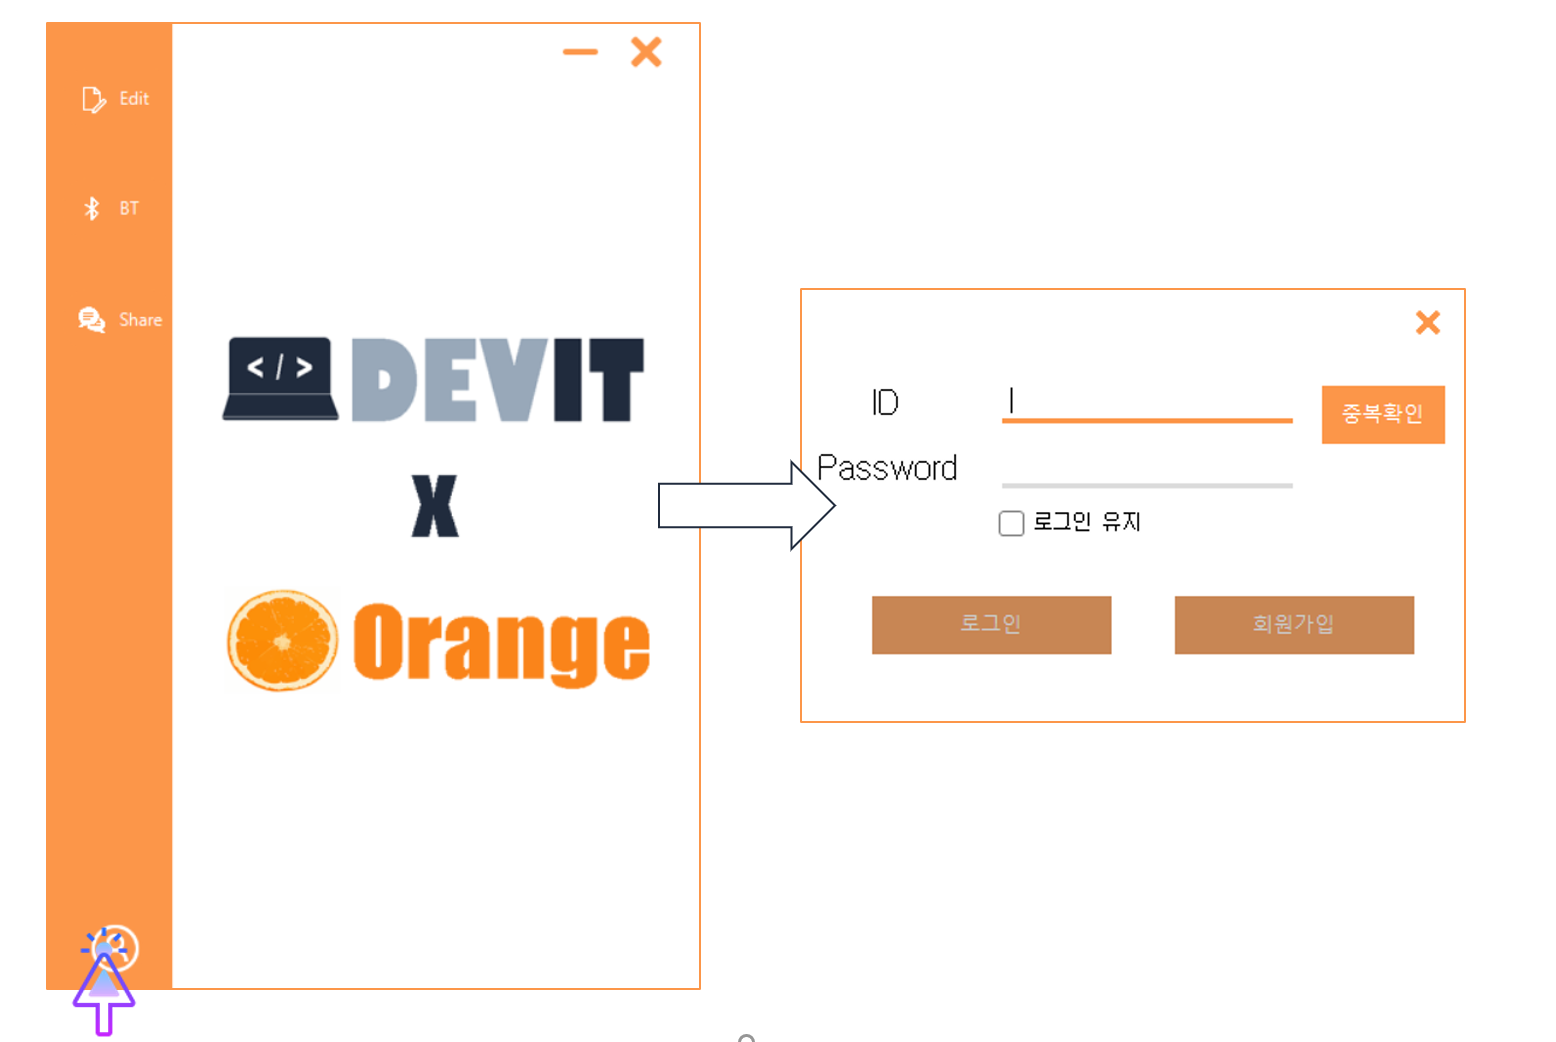 Edit
BT
Share
</>
DEVIT
X
Orange
ID
중복확인
Password
로그인 유지
로그인
회원가입